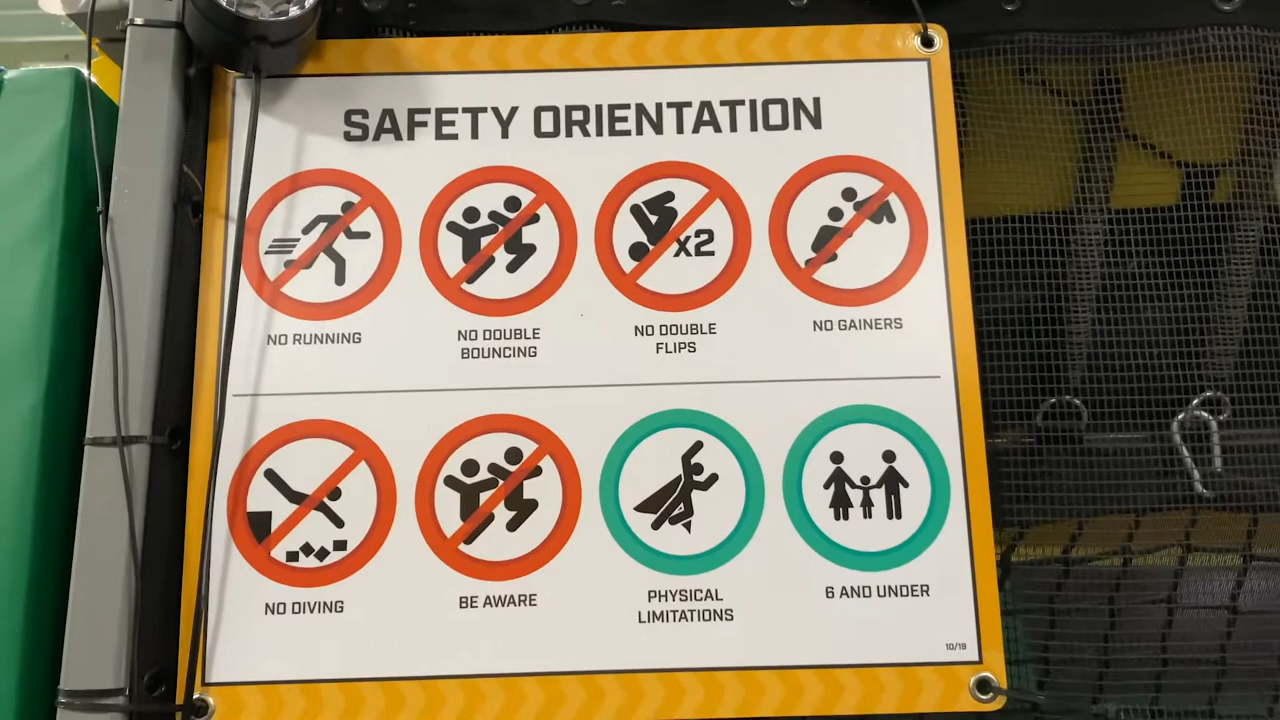 SAFETY ORIENTATION
x2
NO RUNNING
NO DOUBLE
BOUNCING
NO DOUBLE
FLIPS
NO GAINERS
NO DIVING
BE AWARE
PHYSICAL
LIMITATIONS
6 AND UNDER
10/19